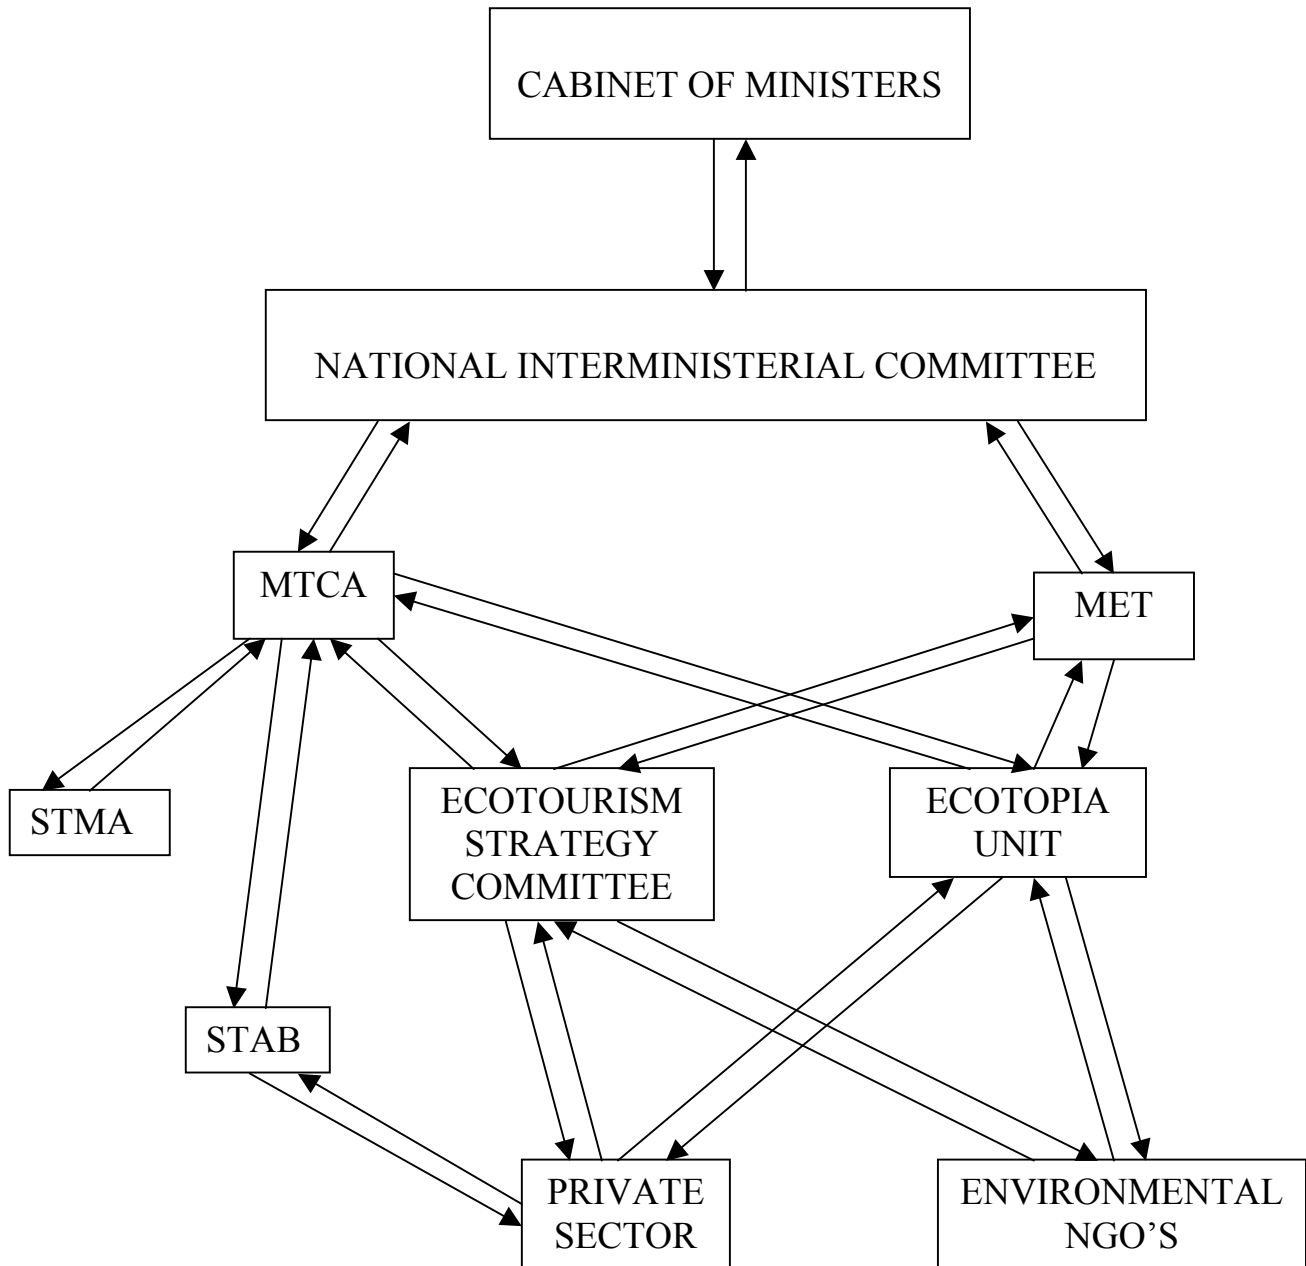 CABINET OF MINISTERS
NATIONAL INTERMINISTERIAL COMMITTEE
MTCA
MET
STMA
ECOTOURISM
STRATEGY
COMMITTEE
ECOTOPIA
UNIT
STAB
PRIVATE
SECTOR
ENVIRONMENTAL
NGO’S